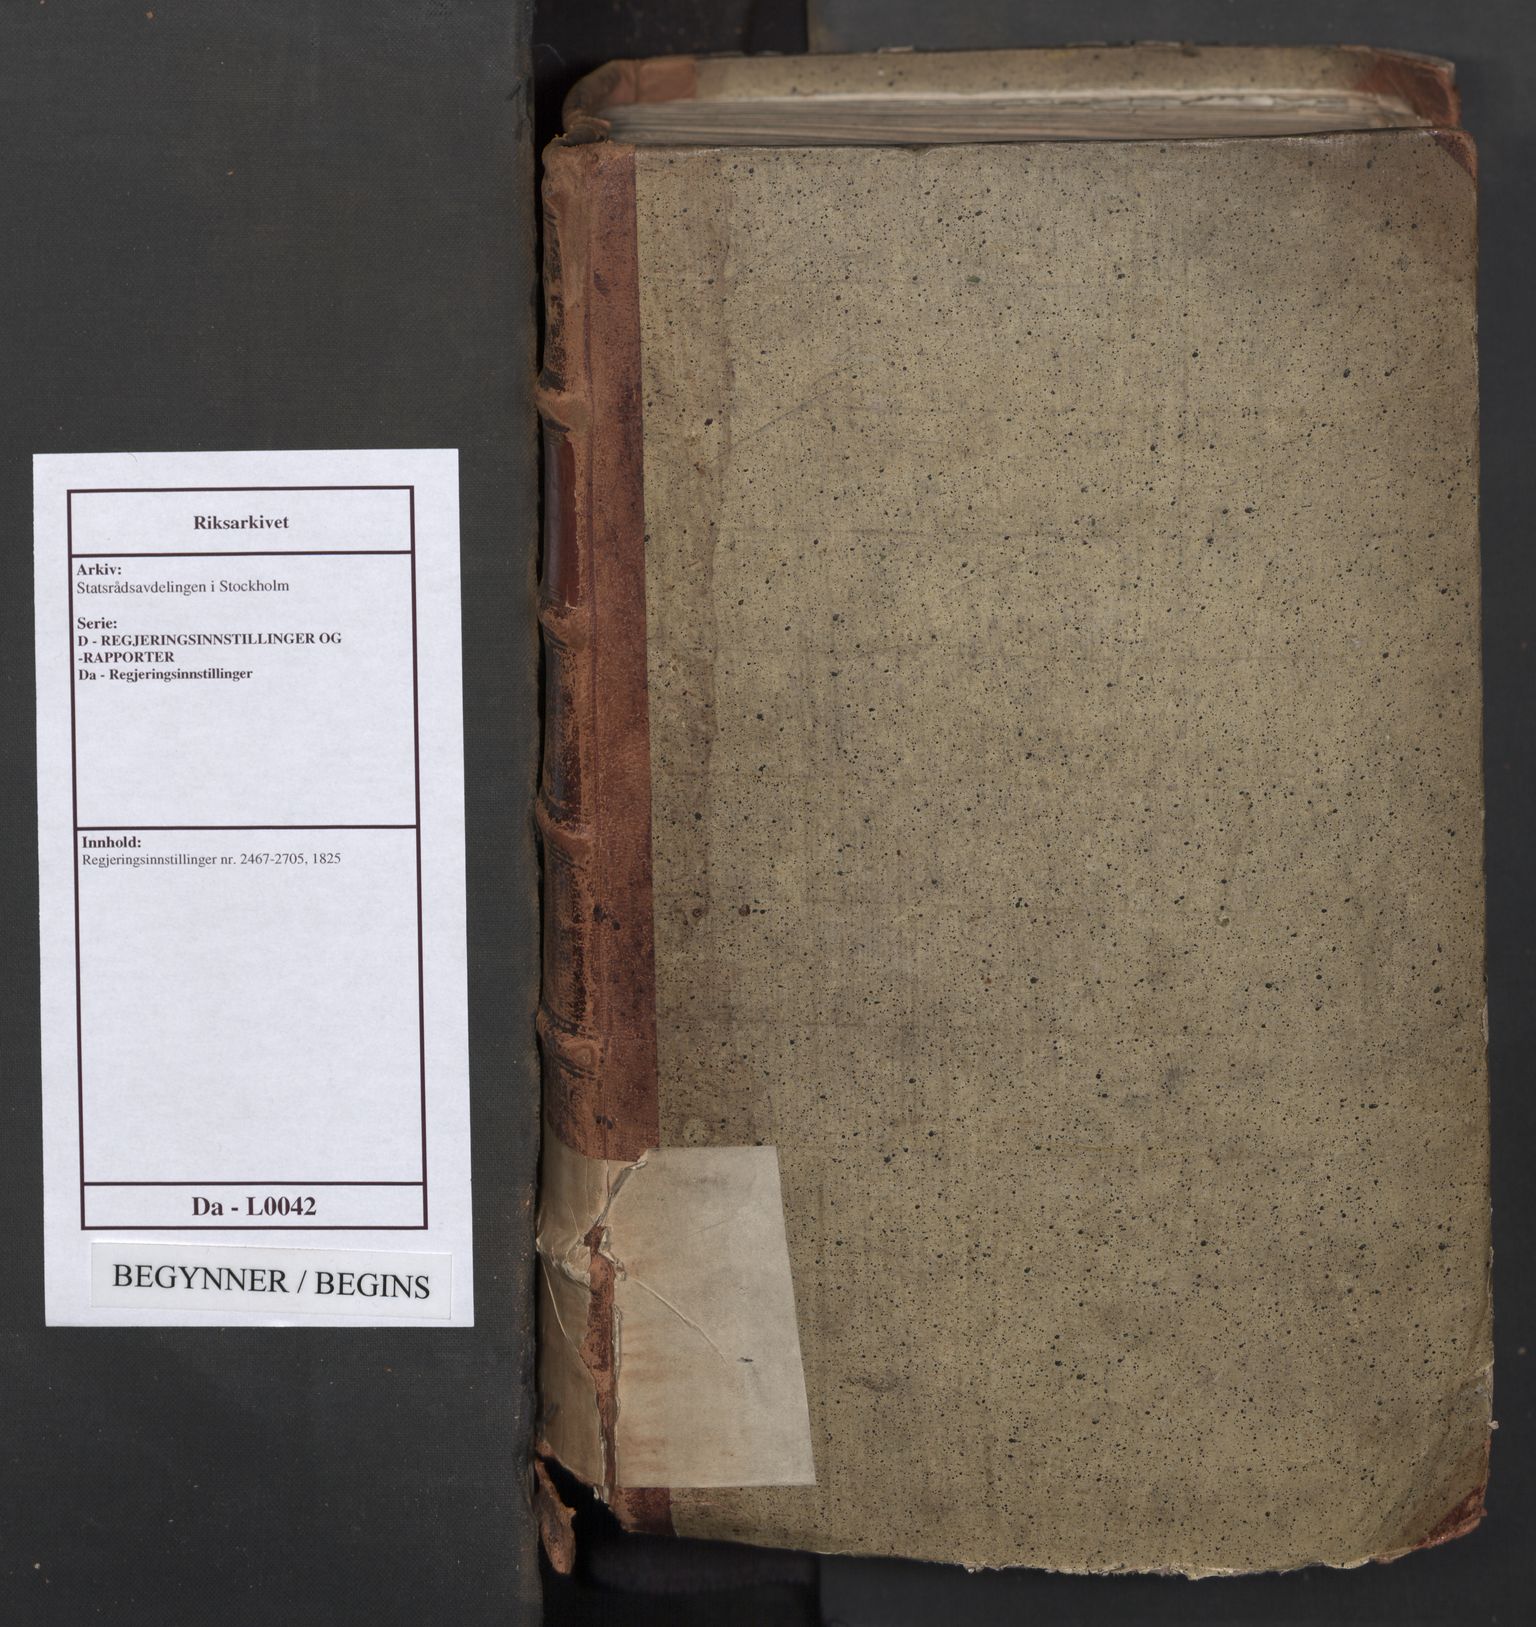 Riksarkivet
Arkiv:
Statsrådsavdelingen i Stockholm
Serie:
D - REGJERINGSINNSTILLINGER OG
-RAPPORTER
Da - Regjeringsinnstillinger
Innhold:
Regjeringsinnstillinger nr. 2467-2705, 1825
Da - L0042
BEGYNNER / BEGINS